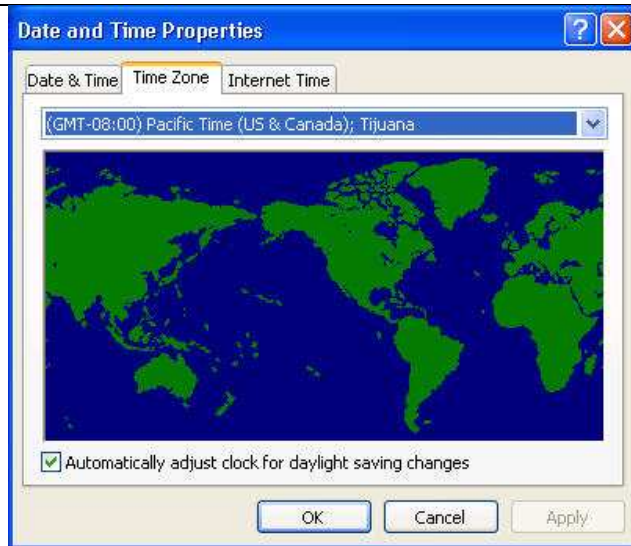 Date and Time Properties
Date & Time Time Zone Internet Time
(GMT-08:00) Pacific Time (US & Canada); Tijuana
Automatically adjust clock for daylight saving changes
OK Cancel Apply